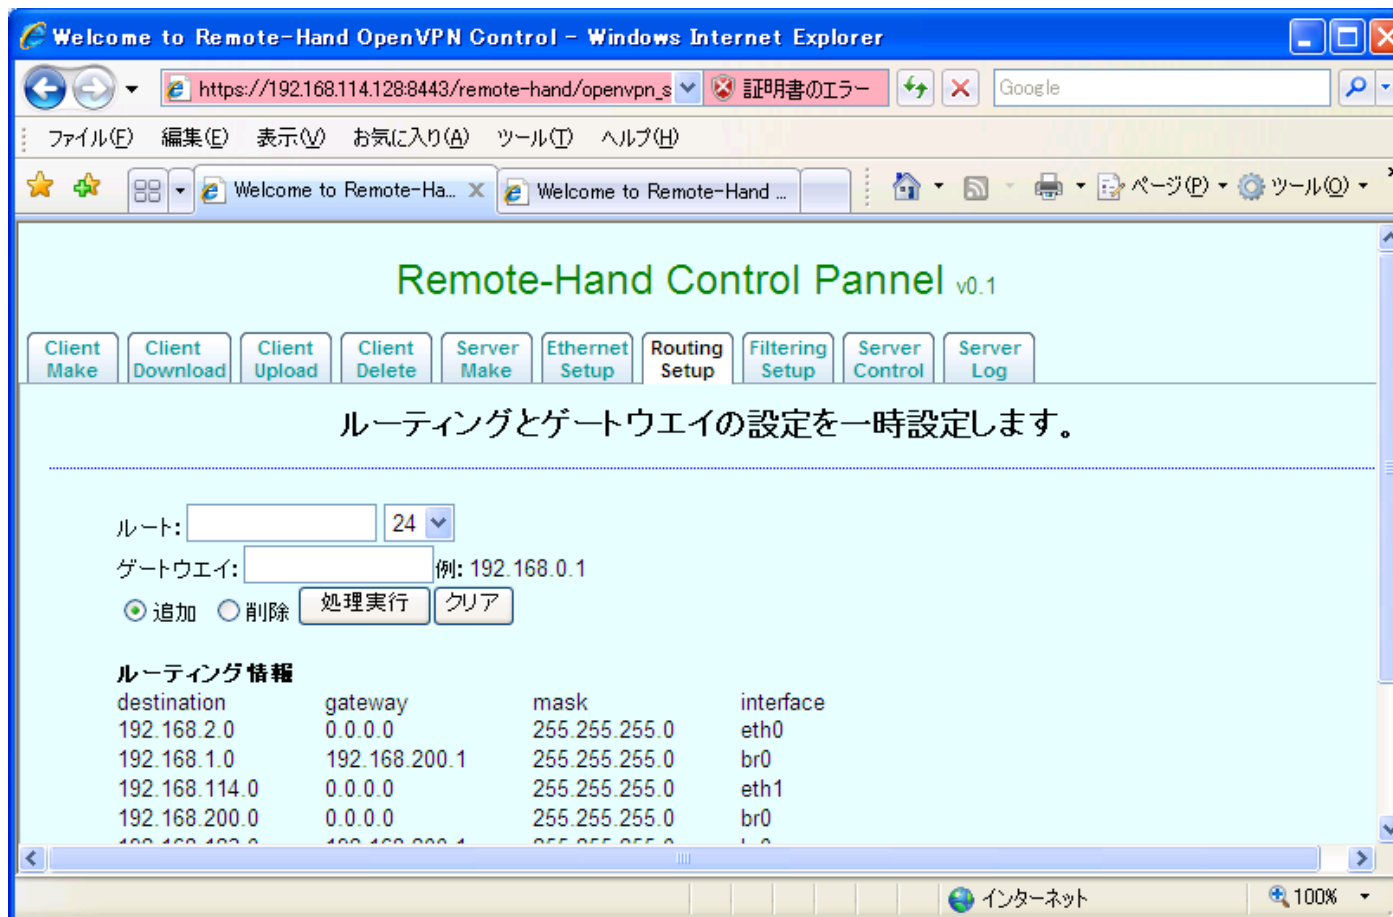 Welcome to Remote-Hand OpenVPN Control - Windows Internet Explorer
https://192.168.114.128:8443/remote-hand/openvpn_s 証明書のエラー Google
ファイル(F) 編集(E) 表示(V) お気に入り(A) ツール(T) ヘルプ(H)
Welcome to Remote-Ha... Welcome to Remote-Hand ... ページ(P) ツール(O)
Remote-Hand Control Pannel v0.1
Client Make Client Download Client Upload Client Delete Server Make Ethernet Setup Routing Setup Filtering Setup Server Control Server Log
ルーティングとゲートウエイの設定を一時設定します。
ルート: 24
ゲートウエイ: 例: 192.168.0.1
追加 削除 処理実行 クリア
ルーティング情報
destination gateway mask interface
192.168.2.0 0.0.0.0 255.255.255.0 eth0
192.168.1.0 192.168.200.1 255.255.255.0 br0
192.168.114.0 0.0.0.0 255.255.255.0 eth1
192.168.200.0 0.0.0.0 255.255.255.0 br0
インターネット 100%